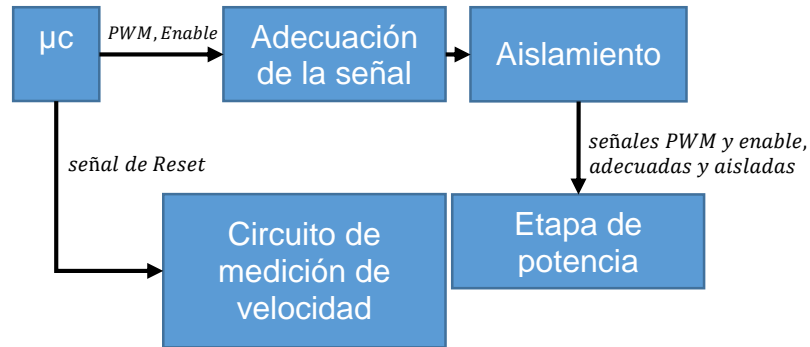 µc
PWM, Enable
Adecuación
de la señal
Aislamiento
señal de Reset
señales PWM y enable,
adecuadas y aisladas
Circuito de
medición de
velocidad
Etapa de
potencia